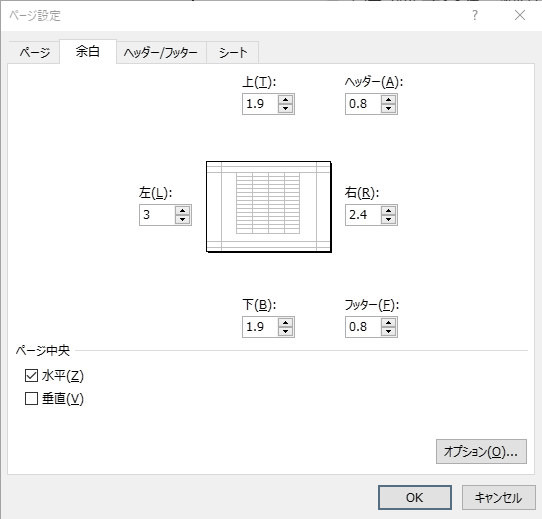 ページ設定
?
ページ 余白 ヘッダー/フッター シート
上(T): ヘッダー(A):
1.9 0.8
左(L): 右(R):
3 2.4
下(B): フッター(F):
1.9 0.8
ページ中央
水平(Z)
垂直(V)
オプション(O)...
OK キャンセル